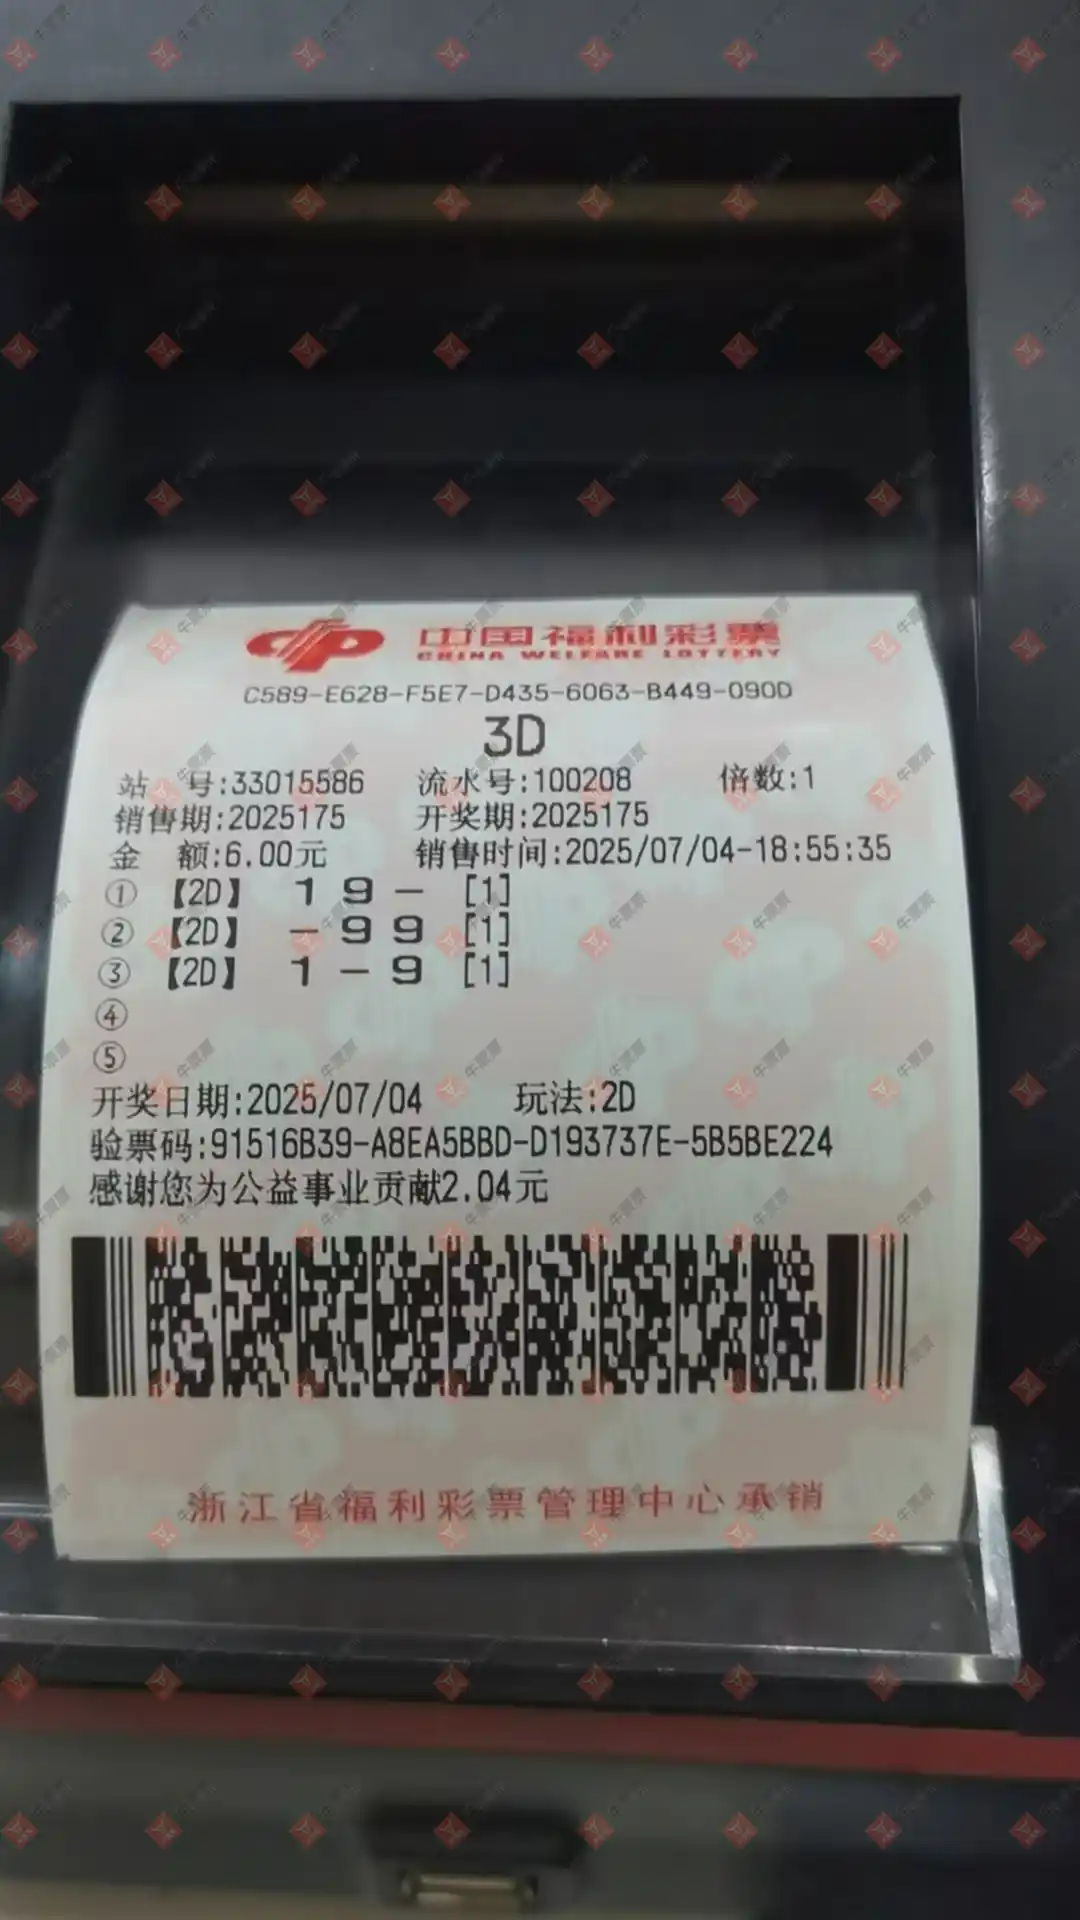 中国福利彩票
CHINA WELFARE LOTTERY
C589-E628-F5E7-D435-6063-B449-090D
3D
站 号:33015586 流水号:100208 倍数:1
销售期:2025175 开奖期:2025175
金 额:6.00元 销售时间:2025/07/04-18:55:35
① 【2D】 1 9 - [1]
② 【2D】 - 9 9 [1]
③ 【2D】 1 - 9 [1]
④
⑤
开奖日期:2025/07/04 玩法:2D
验票码:91516B39-A8EA5BBD-D193737E-5B5BE224
感谢您为公益事业贡献2.04元
浙江省福利彩票管理中心承销
牛票票